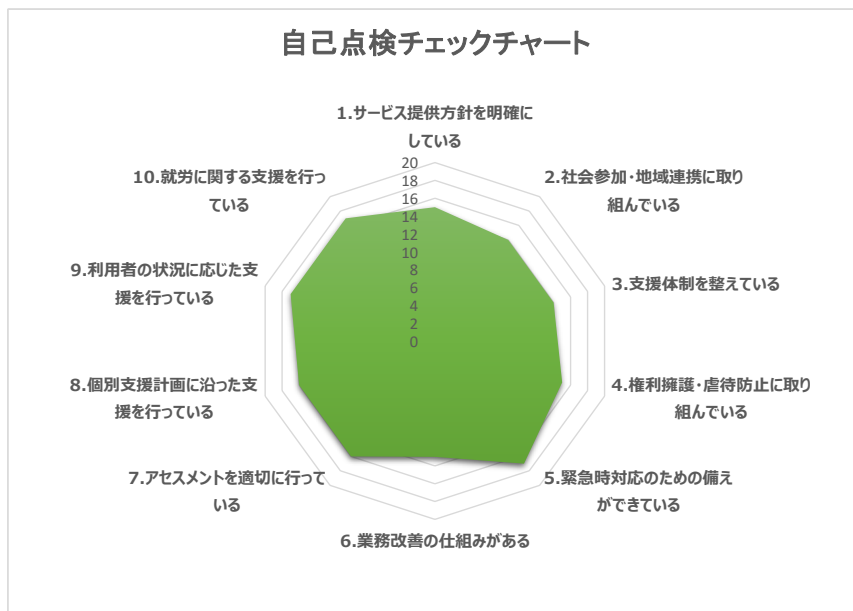 自己点検チェックチャート
1.サービス提供方針を明確に
している
2.社会参加・地域連携に取り
組んでいる
3.支援体制を整えている
4.権利擁護・虐待防止に取り
組んでいる
5.緊急時対応のための備え
ができている
6.業務改善の仕組みがある
7.アセスメントを適切に行って
いる
8.個別支援計画に沿った支
援を行っている
9.利用者の状況に応じた支
援を行っている
10.就労に関する支援を行っ
ている
20
18
16
14
12
10
8
6
4
2
0